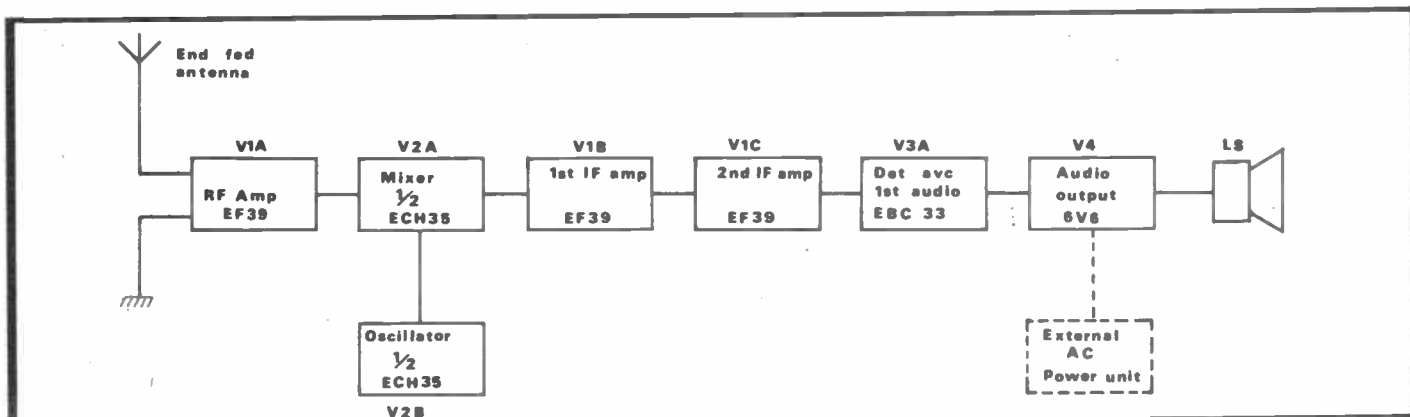 End fed
antenna
V1A
RF Amp
EF39
V2A
Mixer
1/2
ECH35
V1B
1st IF amp
EF39
V1C
2nd IF amp
EF39
V3A
Det avc
1st audio
EBC 33
V4
Audio
output
6V6
LS
Oscillator
1/2
ECH35
V2B
External
AC
Power unit